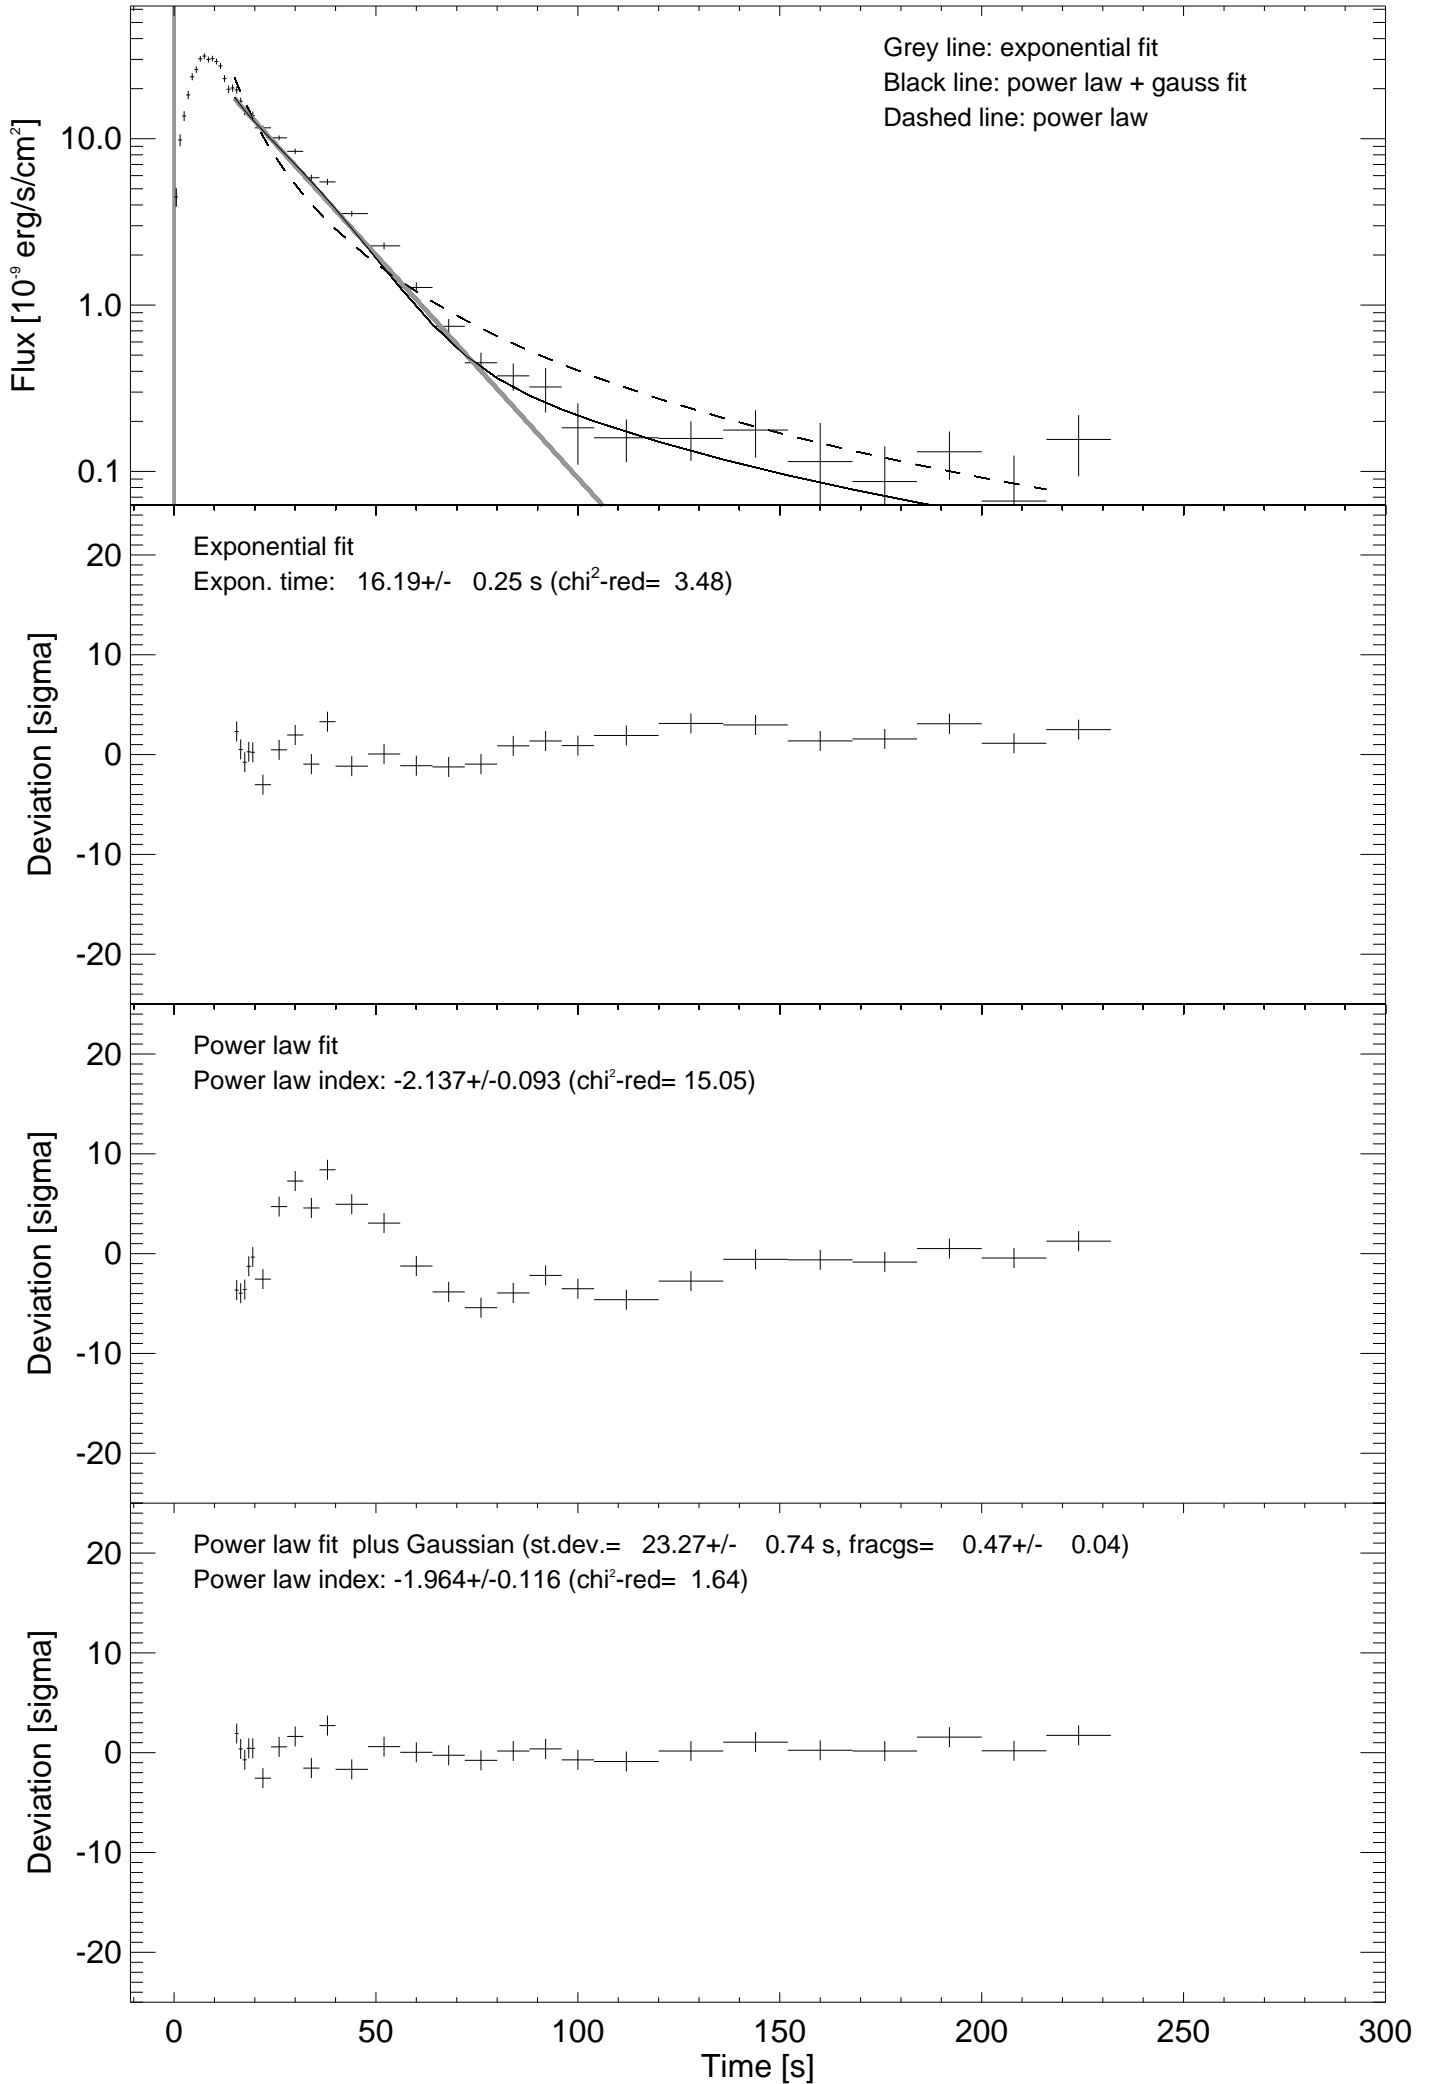 Grey line: exponential fit
Black line: power law + gauss fit
Dashed line: power law
Flux [10⁻⁹ erg/s/cm²]
10.0
1.0
0.1
Exponential fit
Expon. time: 16.19+/- 0.25 s (chi²-red= 3.48)
Deviation [sigma]
20
10
0
-10
-20
Power law fit
Power law index: -2.137+/-0.093 (chi²-red= 15.05)
Deviation [sigma]
20
10
0
-10
-20
Power law fit plus Gaussian (st.dev.= 23.27+/- 0.74 s, fracgs= 0.47+/- 0.04)
Power law index: -1.964+/-0.116 (chi²-red= 1.64)
Deviation [sigma]
20
10
0
-10
-20
0 50 100 150 200 250 300
Time [s]